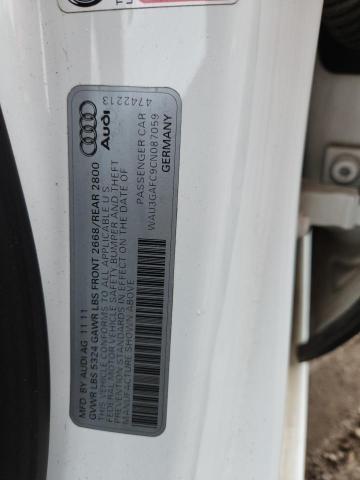 4742213
Audi
MFD BY AUDI AG 11 11
GVWR LBS 5324 GAWR LBS FRONT 2668/REAR 2800
THIS VEHICLE CONFORMS TO ALL APPLICABLE U.S.
FEDERAL MOTOR VEHICLE SAFETY, BUMPER AND THEFT
PREVENTION STANDARDS IN EFFECT ON THE DATE OF
MANUFACTURE SHOWN ABOVE
PASSENGER CAR
WAU3GAFC9CN087059
GERMANY